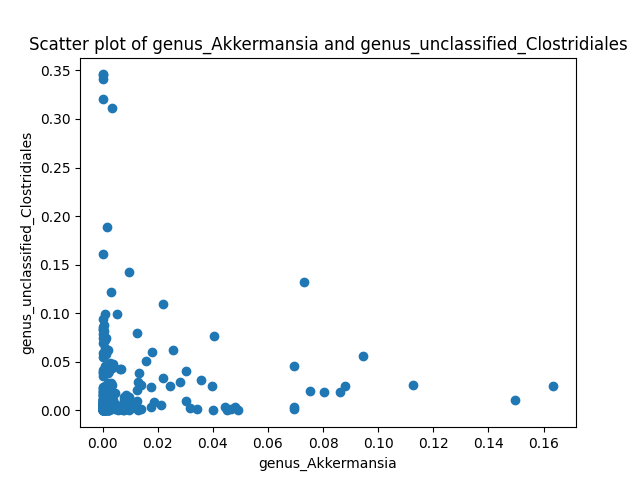 Scatter plot of genus_Akkermansia and genus_unclassified_Clostridiales
0.35
0.30
0.25
0.20
0.15
0.10
0.05
0.00
genus_unclassified_Clostridiales
0.00 0.02 0.04 0.06 0.08 0.10 0.12 0.14 0.16
genus_Akkermansia